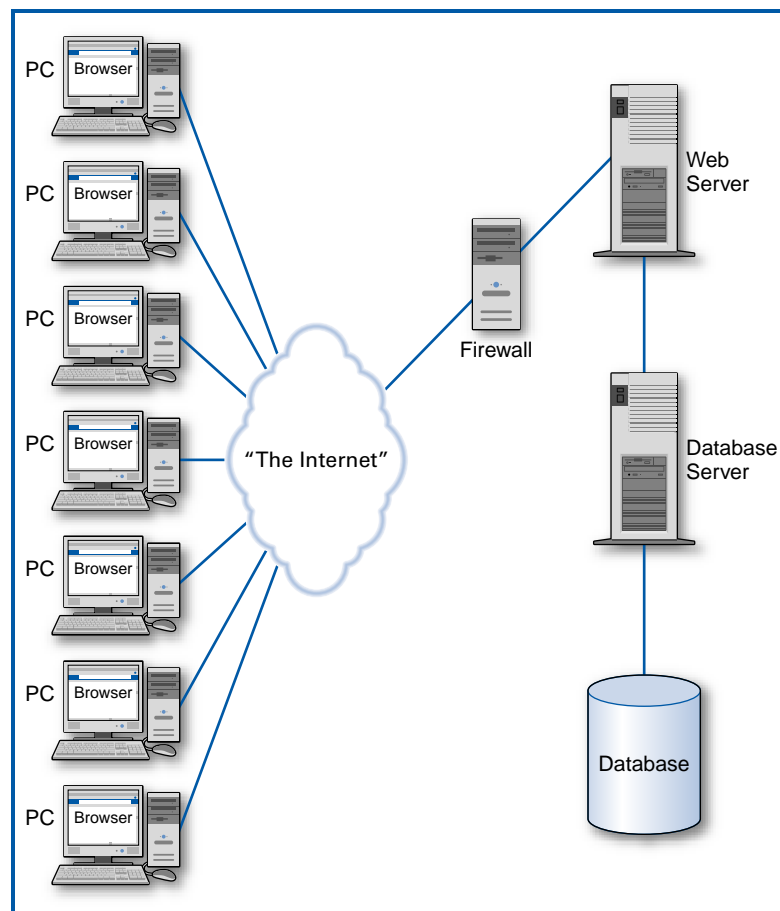 PC
Browser
PC
Browser
PC
Browser
PC
Browser
PC
Browser
PC
Browser
PC
Browser
“The Internet”
Firewall
Web
Server
Database
Server
Database